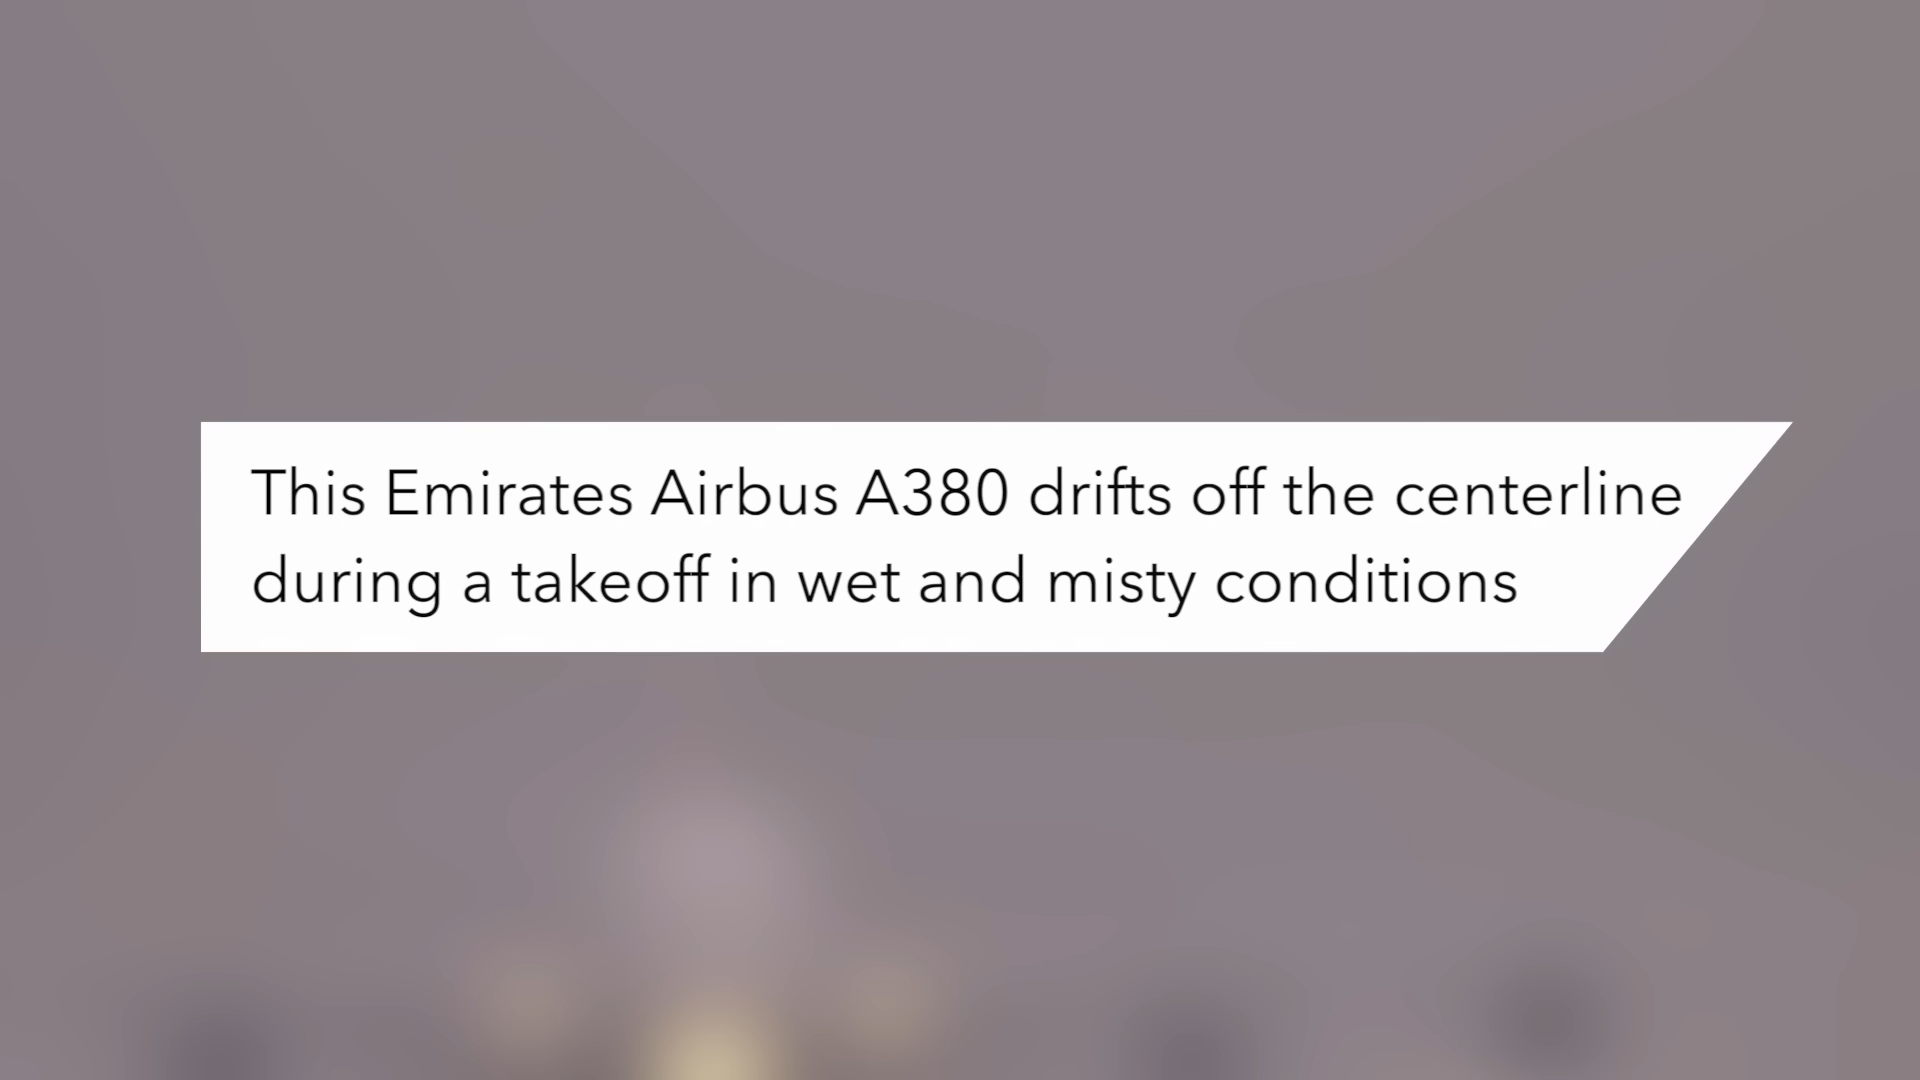 This Emirates Airbus A380 drifts off the centerline
during a takeoff in wet and misty conditions